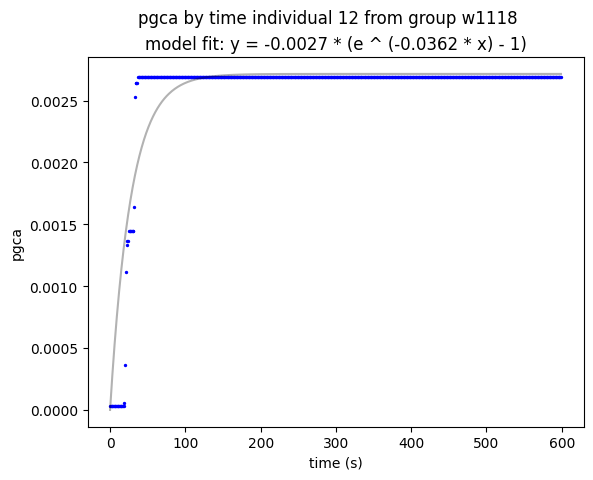 pgca by time individual 12 from group w1118
model fit: y = -0.0027 * (e ^ (-0.0362 * x) - 1)
0.0025
0.0020
0.0015
0.0010
0.0005
0.0000
pgca
0 100 200 300 400 500 600
time (s)